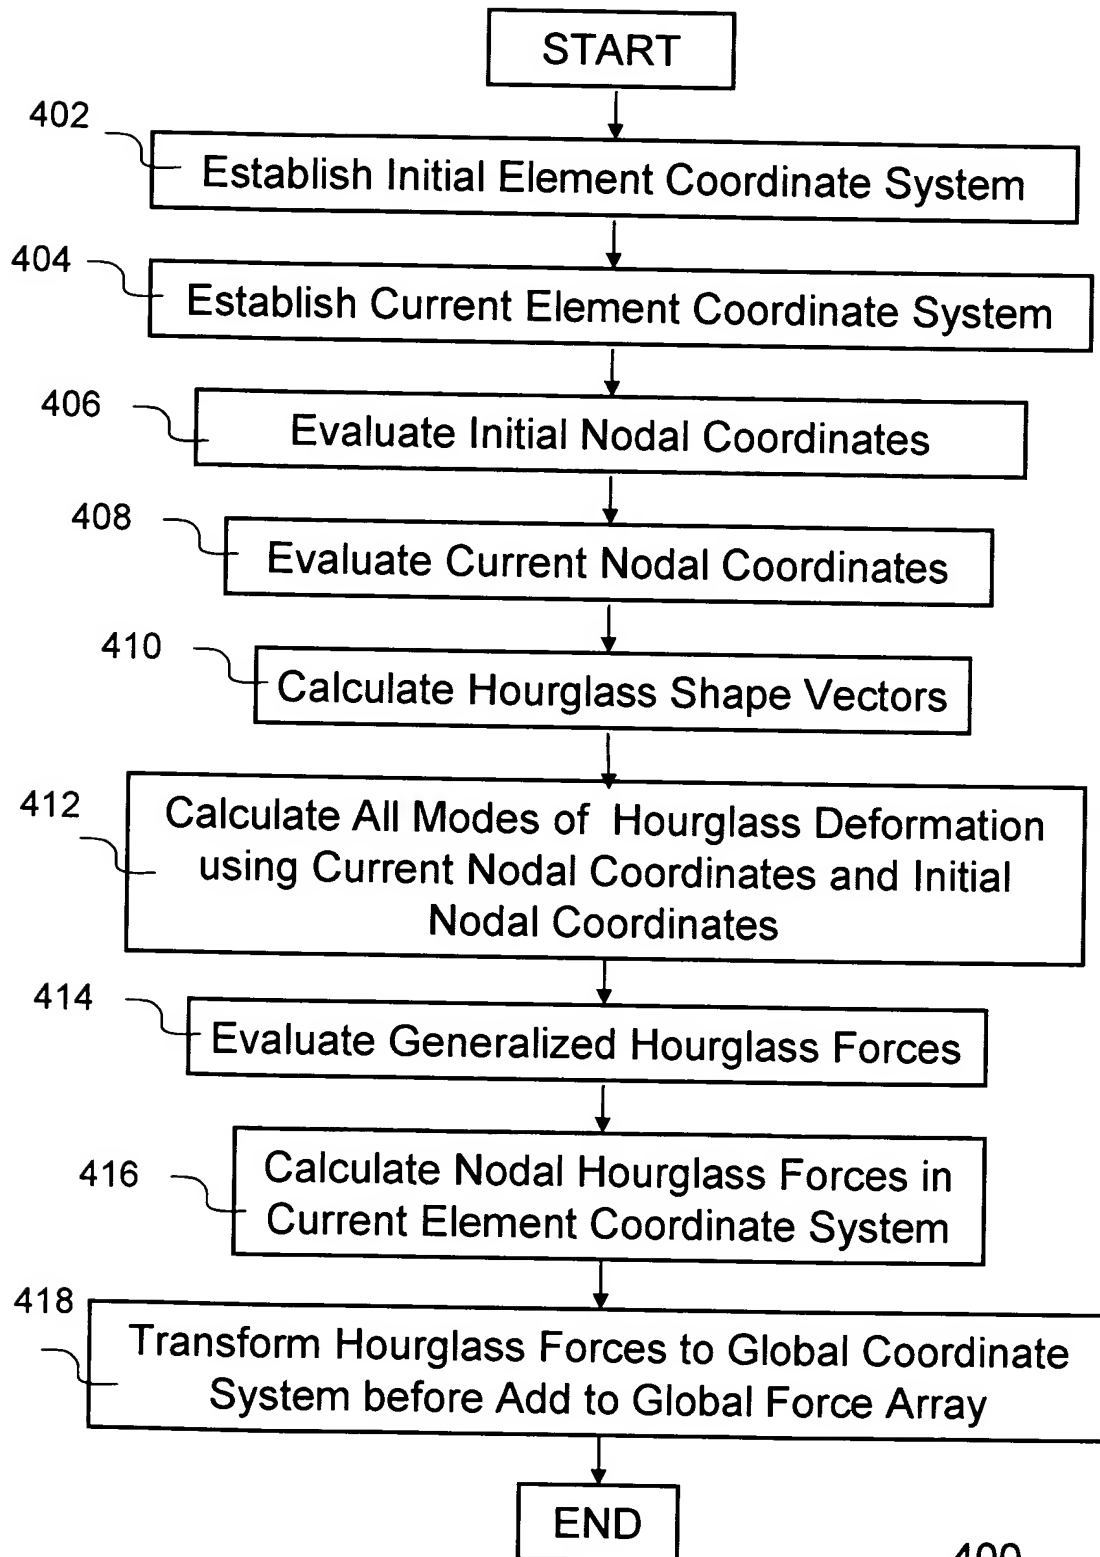 START
402
Establish Initial Element Coordinate System
404
Establish Current Element Coordinate System
406
Evaluate Initial Nodal Coordinates
408
Evaluate Current Nodal Coordinates
410
Calculate Hourglass Shape Vectors
412
Calculate All Modes of Hourglass Deformation
using Current Nodal Coordinates and Initial
Nodal Coordinates
414
Evaluate Generalized Hourglass Forces
416
Calculate Nodal Hourglass Forces in
Current Element Coordinate System
418
Transform Hourglass Forces to Global Coordinate
System before Add to Global Force Array
END
400